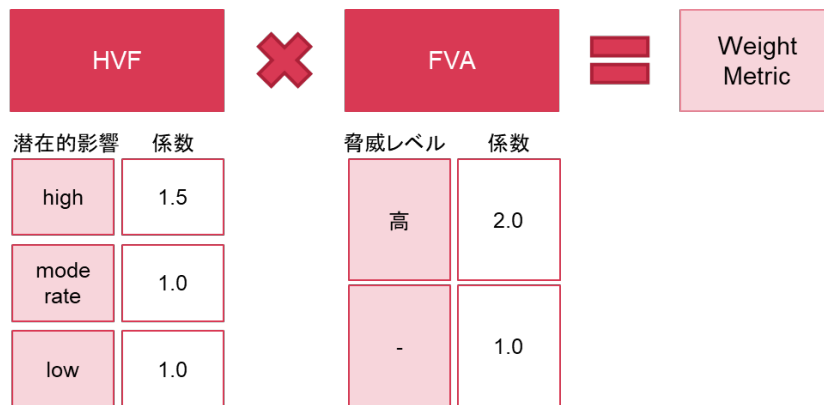 HVF
FVA
Weight
Metric
潜在的影響
係数
high
1.5
mode
rate
1.0
low
1.0
脅威レベル
係数
高
2.0
-
1.0